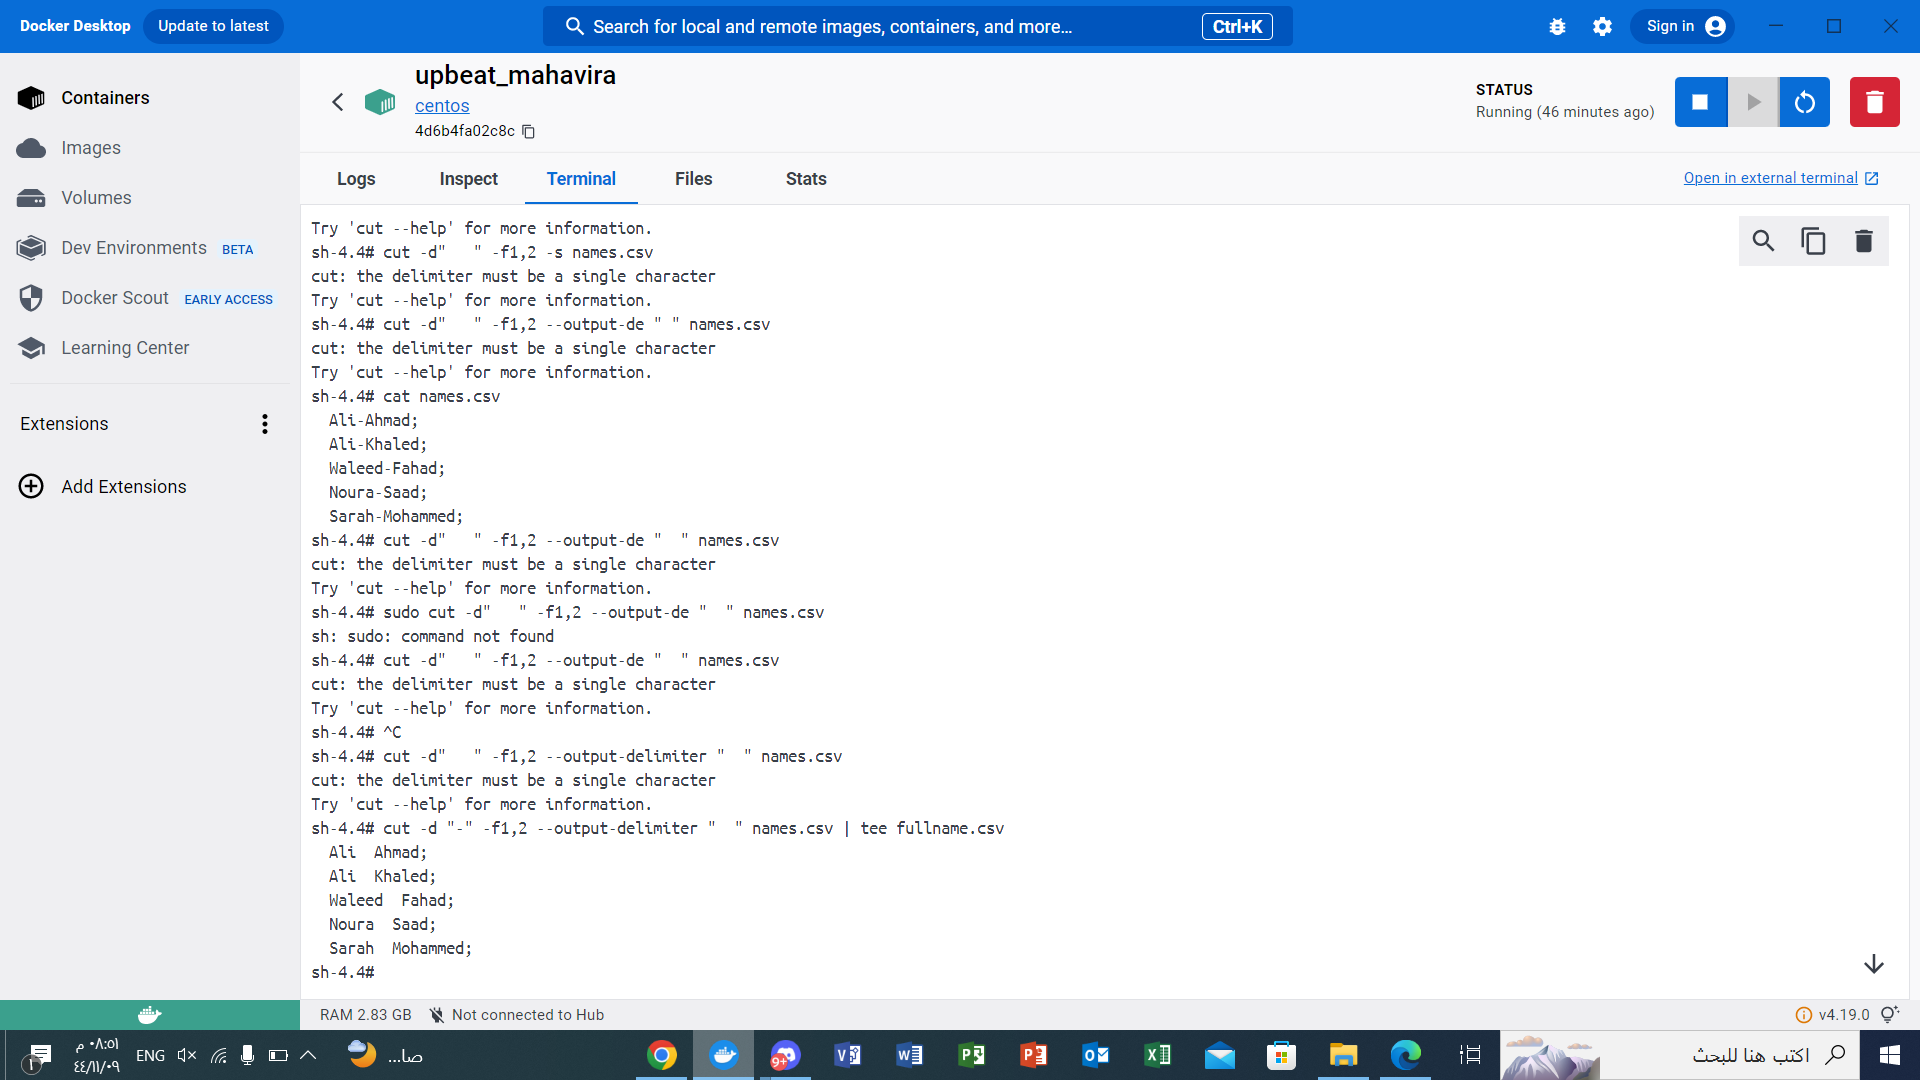 Docker Desktop
Update to latest
Search for local and remote images, containers, and more...
Ctrl+K
Sign in
Containers
Images
Volumes
Dev Environments BETA
Docker Scout EARLY ACCESS
Learning Center
Extensions
Add Extensions
upbeat_mahavira
centos
4d6b4fa02c8c
STATUS
Running (46 minutes ago)
Logs
Inspect
Terminal
Files
Stats
Open in external terminal
Try 'cut --help' for more information.
sh-4.4# cut -d"   " -f1,2 -s names.csv
cut: the delimiter must be a single character
Try 'cut --help' for more information.
sh-4.4# cut -d"   " -f1,2 --output-de " " names.csv
cut: the delimiter must be a single character
Try 'cut --help' for more information.
sh-4.4# cat names.csv
  Ali-Ahmad;
  Ali-Khaled;
  Waleed-Fahad;
  Noura-Saad;
  Sarah-Mohammed;
sh-4.4# cut -d"   " -f1,2 --output-de "  " names.csv
cut: the delimiter must be a single character
Try 'cut --help' for more information.
sh-4.4# sudo cut -d"   " -f1,2 --output-de "  " names.csv
sh: sudo: command not found
sh-4.4# cut -d"   " -f1,2 --output-de "  " names.csv
cut: the delimiter must be a single character
Try 'cut --help' for more information.
sh-4.4# ^C
sh-4.4# cut -d"   " -f1,2 --output-delimiter "  " names.csv
cut: the delimiter must be a single character
Try 'cut --help' for more information.
sh-4.4# cut -d "-" -f1,2 --output-delimiter "  " names.csv | tee fullname.csv
  Ali  Ahmad;
  Ali  Khaled;
  Waleed  Fahad;
  Noura  Saad;
  Sarah  Mohammed;
sh-4.4#
RAM 2.83 GB
Not connected to Hub
v4.19.0
١
٠٨:٥١ م
٤٤/١١/٠٩
ENG
صا...
9+
اكتب هنا للبحث